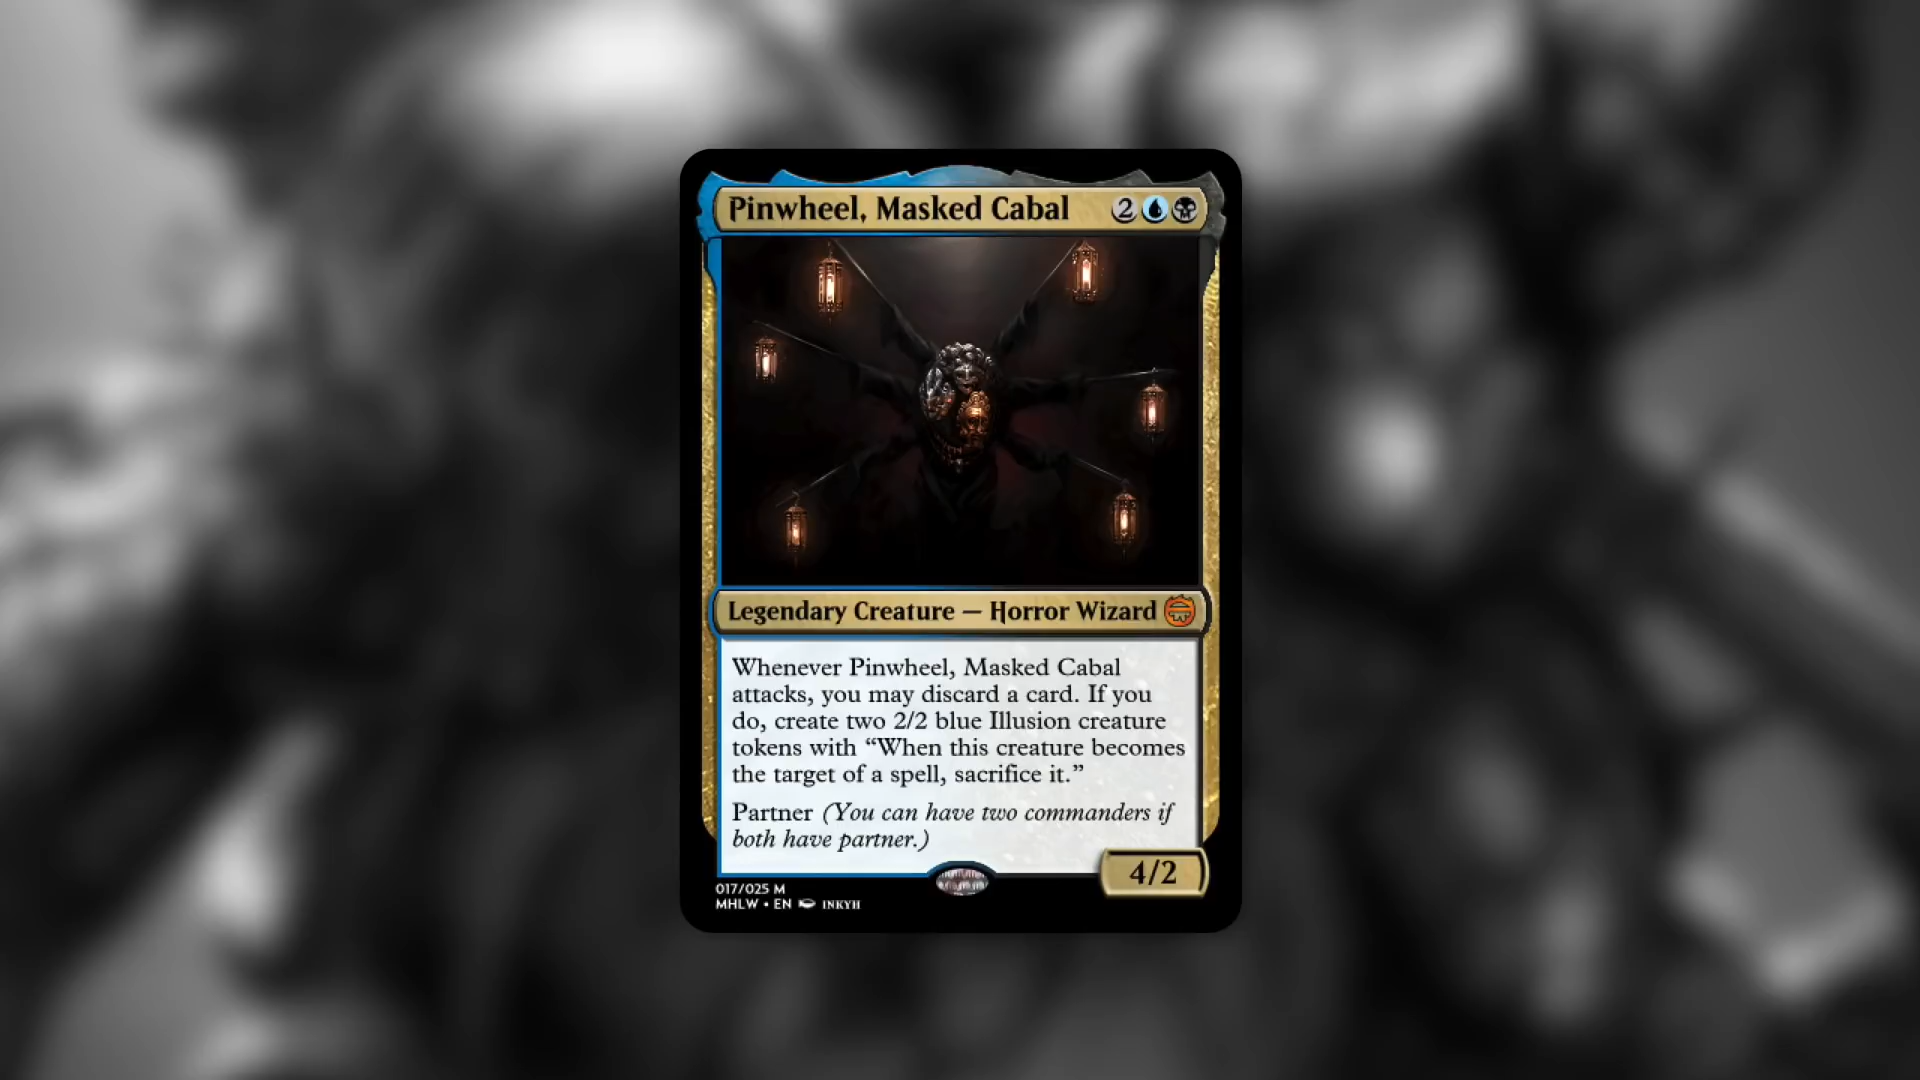 Pinwheel, Masked Cabal 2
Legendary Creature — Horror Wizard
Whenever Pinwheel, Masked Cabal
attacks, you may discard a card. If you
do, create two 2/2 blue Illusion creature
tokens with “When this creature becomes
the target of a spell, sacrifice it.”
Partner (You can have two commanders if
both have partner.)
4/2
017/025 M
MHLW • EN INKYH